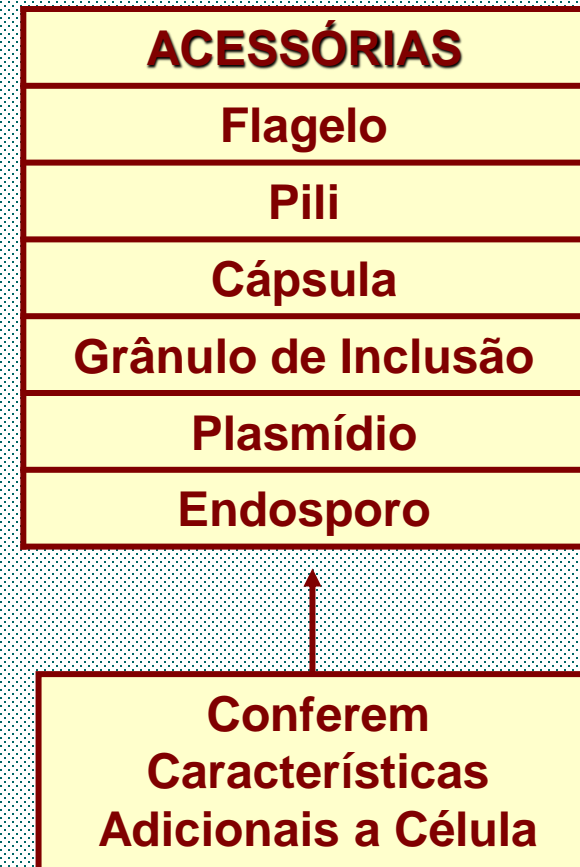 ACESSÓRIAS
Flagelo
Pili
Cápsula
Grânulo de Inclusão
Plasmídio
Endosporo
Conferem
Características
Adicionais a Célula